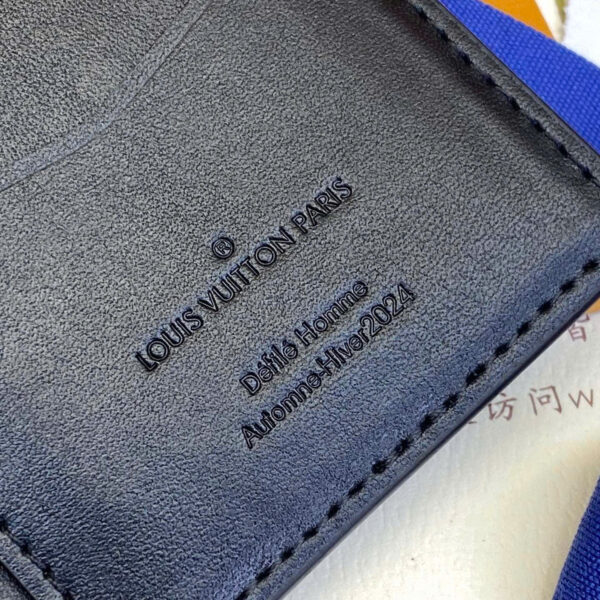 ®
LOUIS VUITTON PARIS
Défilé Homme
Automne-Hiver2024
访问W